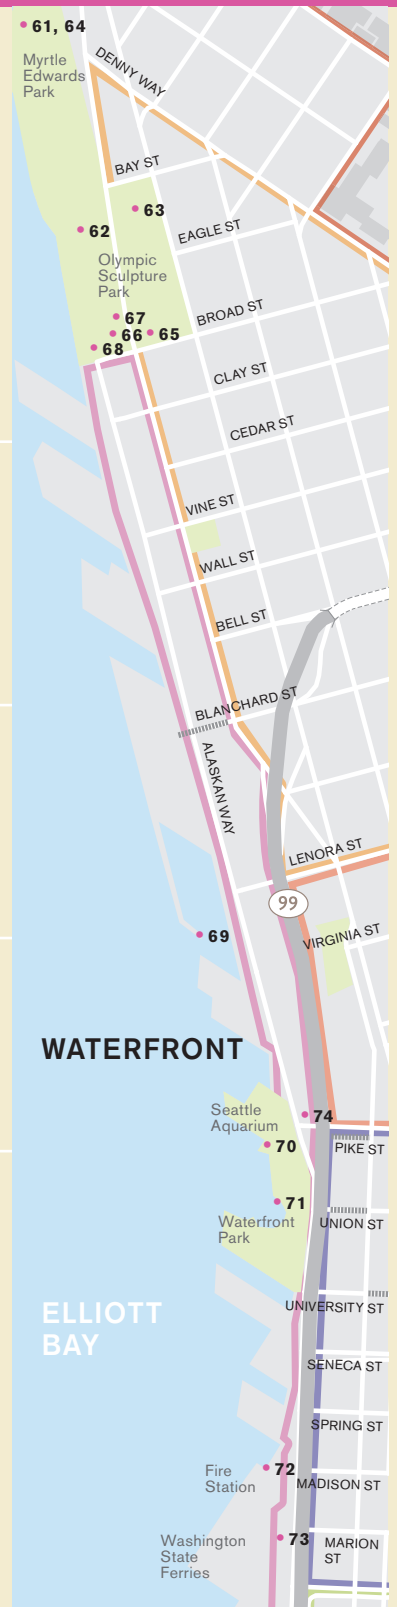 61, 64
Myrtle
Edwards
Park
DENNY WAY
BAY ST
63
62
EAGLE ST
Olympic
Sculpture
Park
67
66
65
68
BROAD ST
CLAY ST
CEDAR ST
VINE ST
WALL ST
BELL ST
BLANCHARD ST
ALASKAN WAY
LENORA ST
99
VIRGINIA ST
69
WATERFRONT
Seattle
Aquarium
74
70
PIKE ST
71
Waterfront
Park
UNION ST
ELLIOTT
BAY
UNIVERSITY ST
SENECA ST
SPRING ST
Fire
Station
72
MADISON ST
Washington
State
Ferries
73
MARION
ST